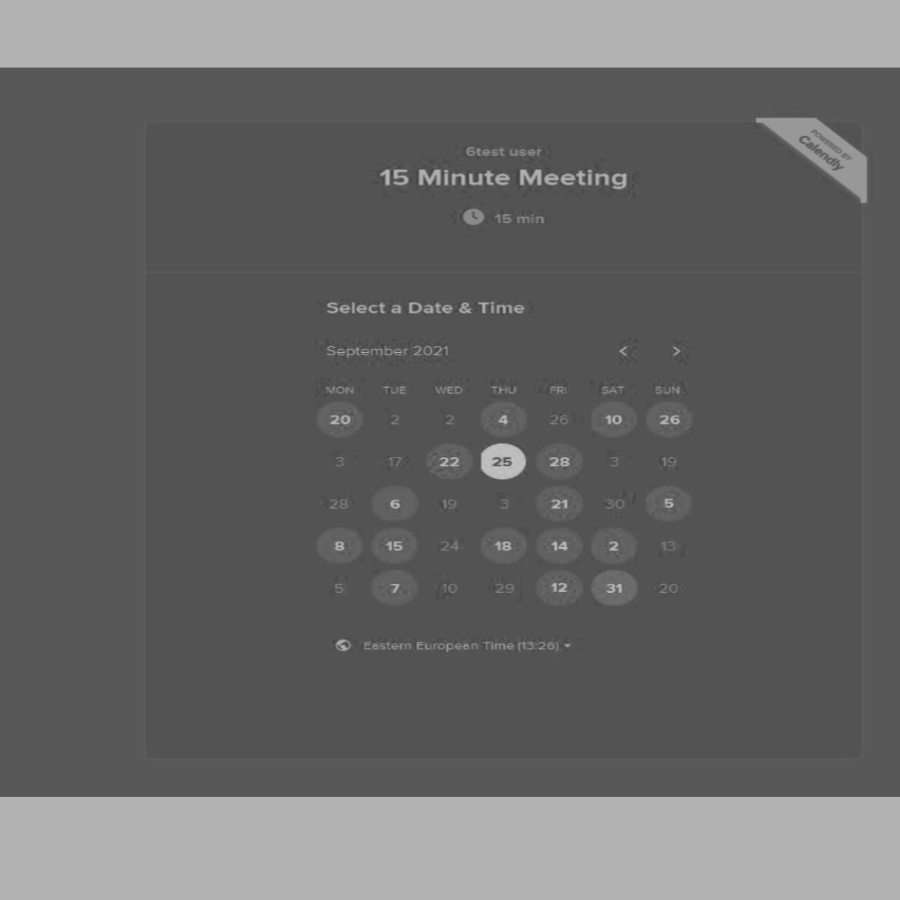 POWERED BY
Calendly
6test user
15 Minute Meeting
15 min
Select a Date & Time
September 2021 < >
MON TUE WED THU FRI SAT SUN
20 2 2 4 26 10 26
3 17 22 25 28 3 19
28 6 19 3 21 30 5
8 15 24 18 14 2 13
5 7 10 29 12 31 20
Eastern European Time (13:26)